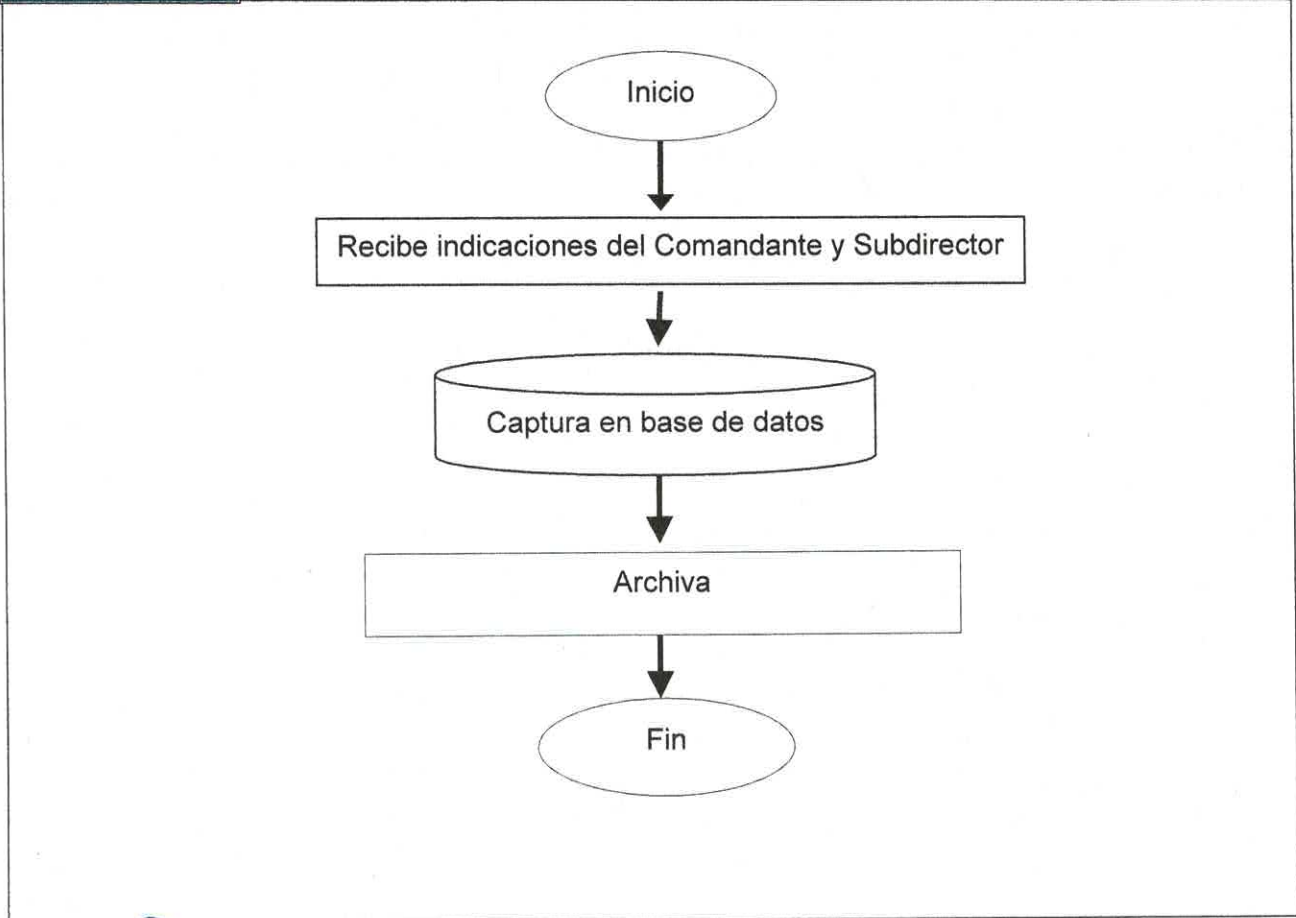 Inicio
Recibe indicaciones del Comandante y Subdirector
Captura en base de datos
Archiva
Fin